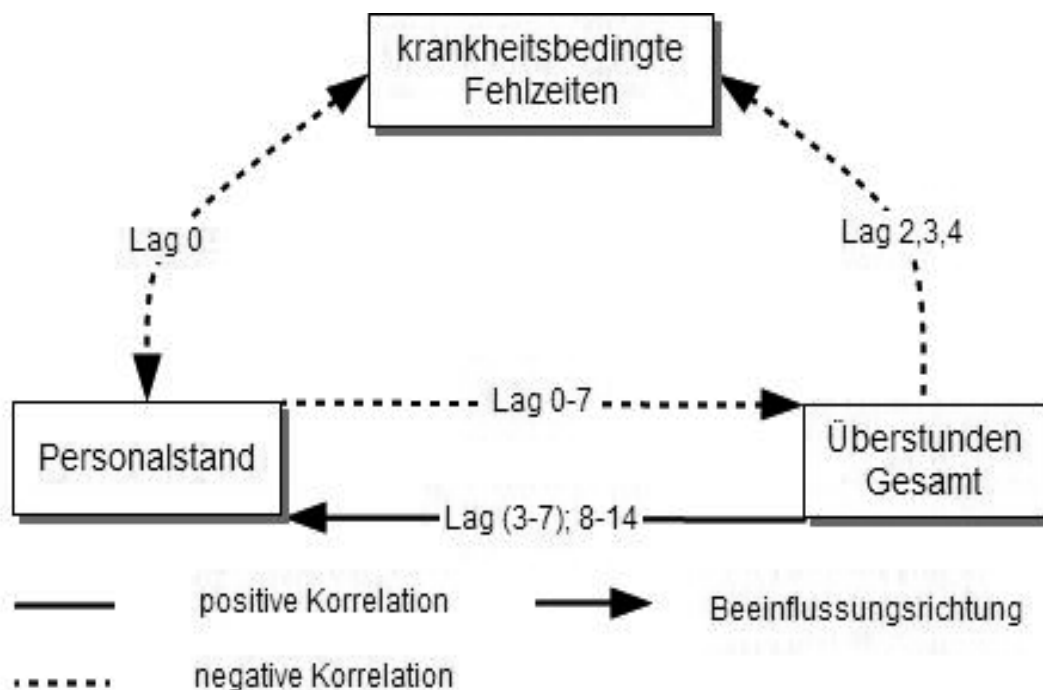 krankheitsbedingte
Fehlzeiten
Lag 0
Lag 2,3,4
Lag 0-7
Personalstand
Überstunden
Gesamt
Lag (3-7); 8-14
positive Korrelation
Beeinflussungsrichtung
negative Korrelation